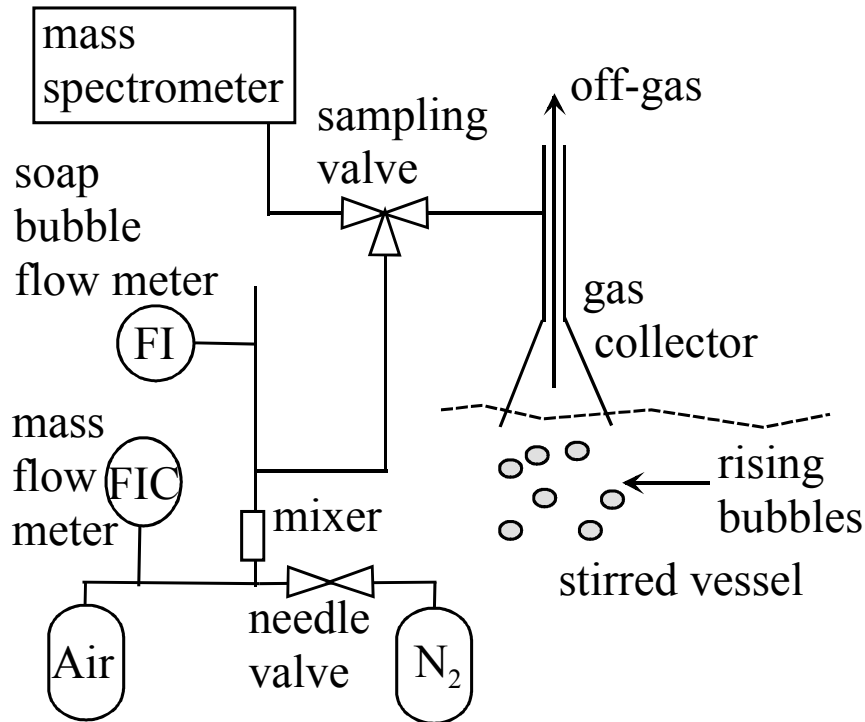 mass
spectrometer
off-gas
sampling
valve
soap
bubble
flow meter
FI
gas
collector
mass
flow
meter
FIC
mixer
rising
bubbles
stirred vessel
needle
valve
Air
N₂